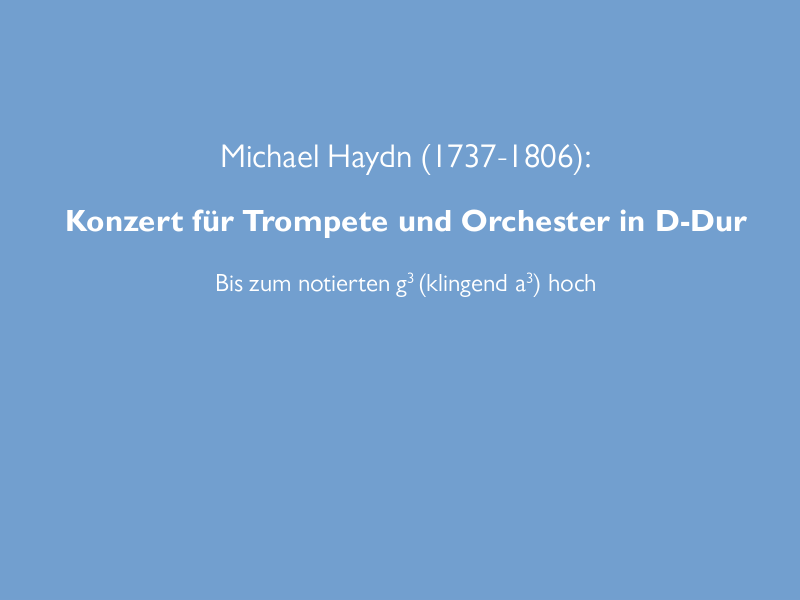 Michael Haydn (1737-1806):
Konzert für Trompete und Orchester in D-Dur
Bis zum notierten g³ (klingend a³) hoch